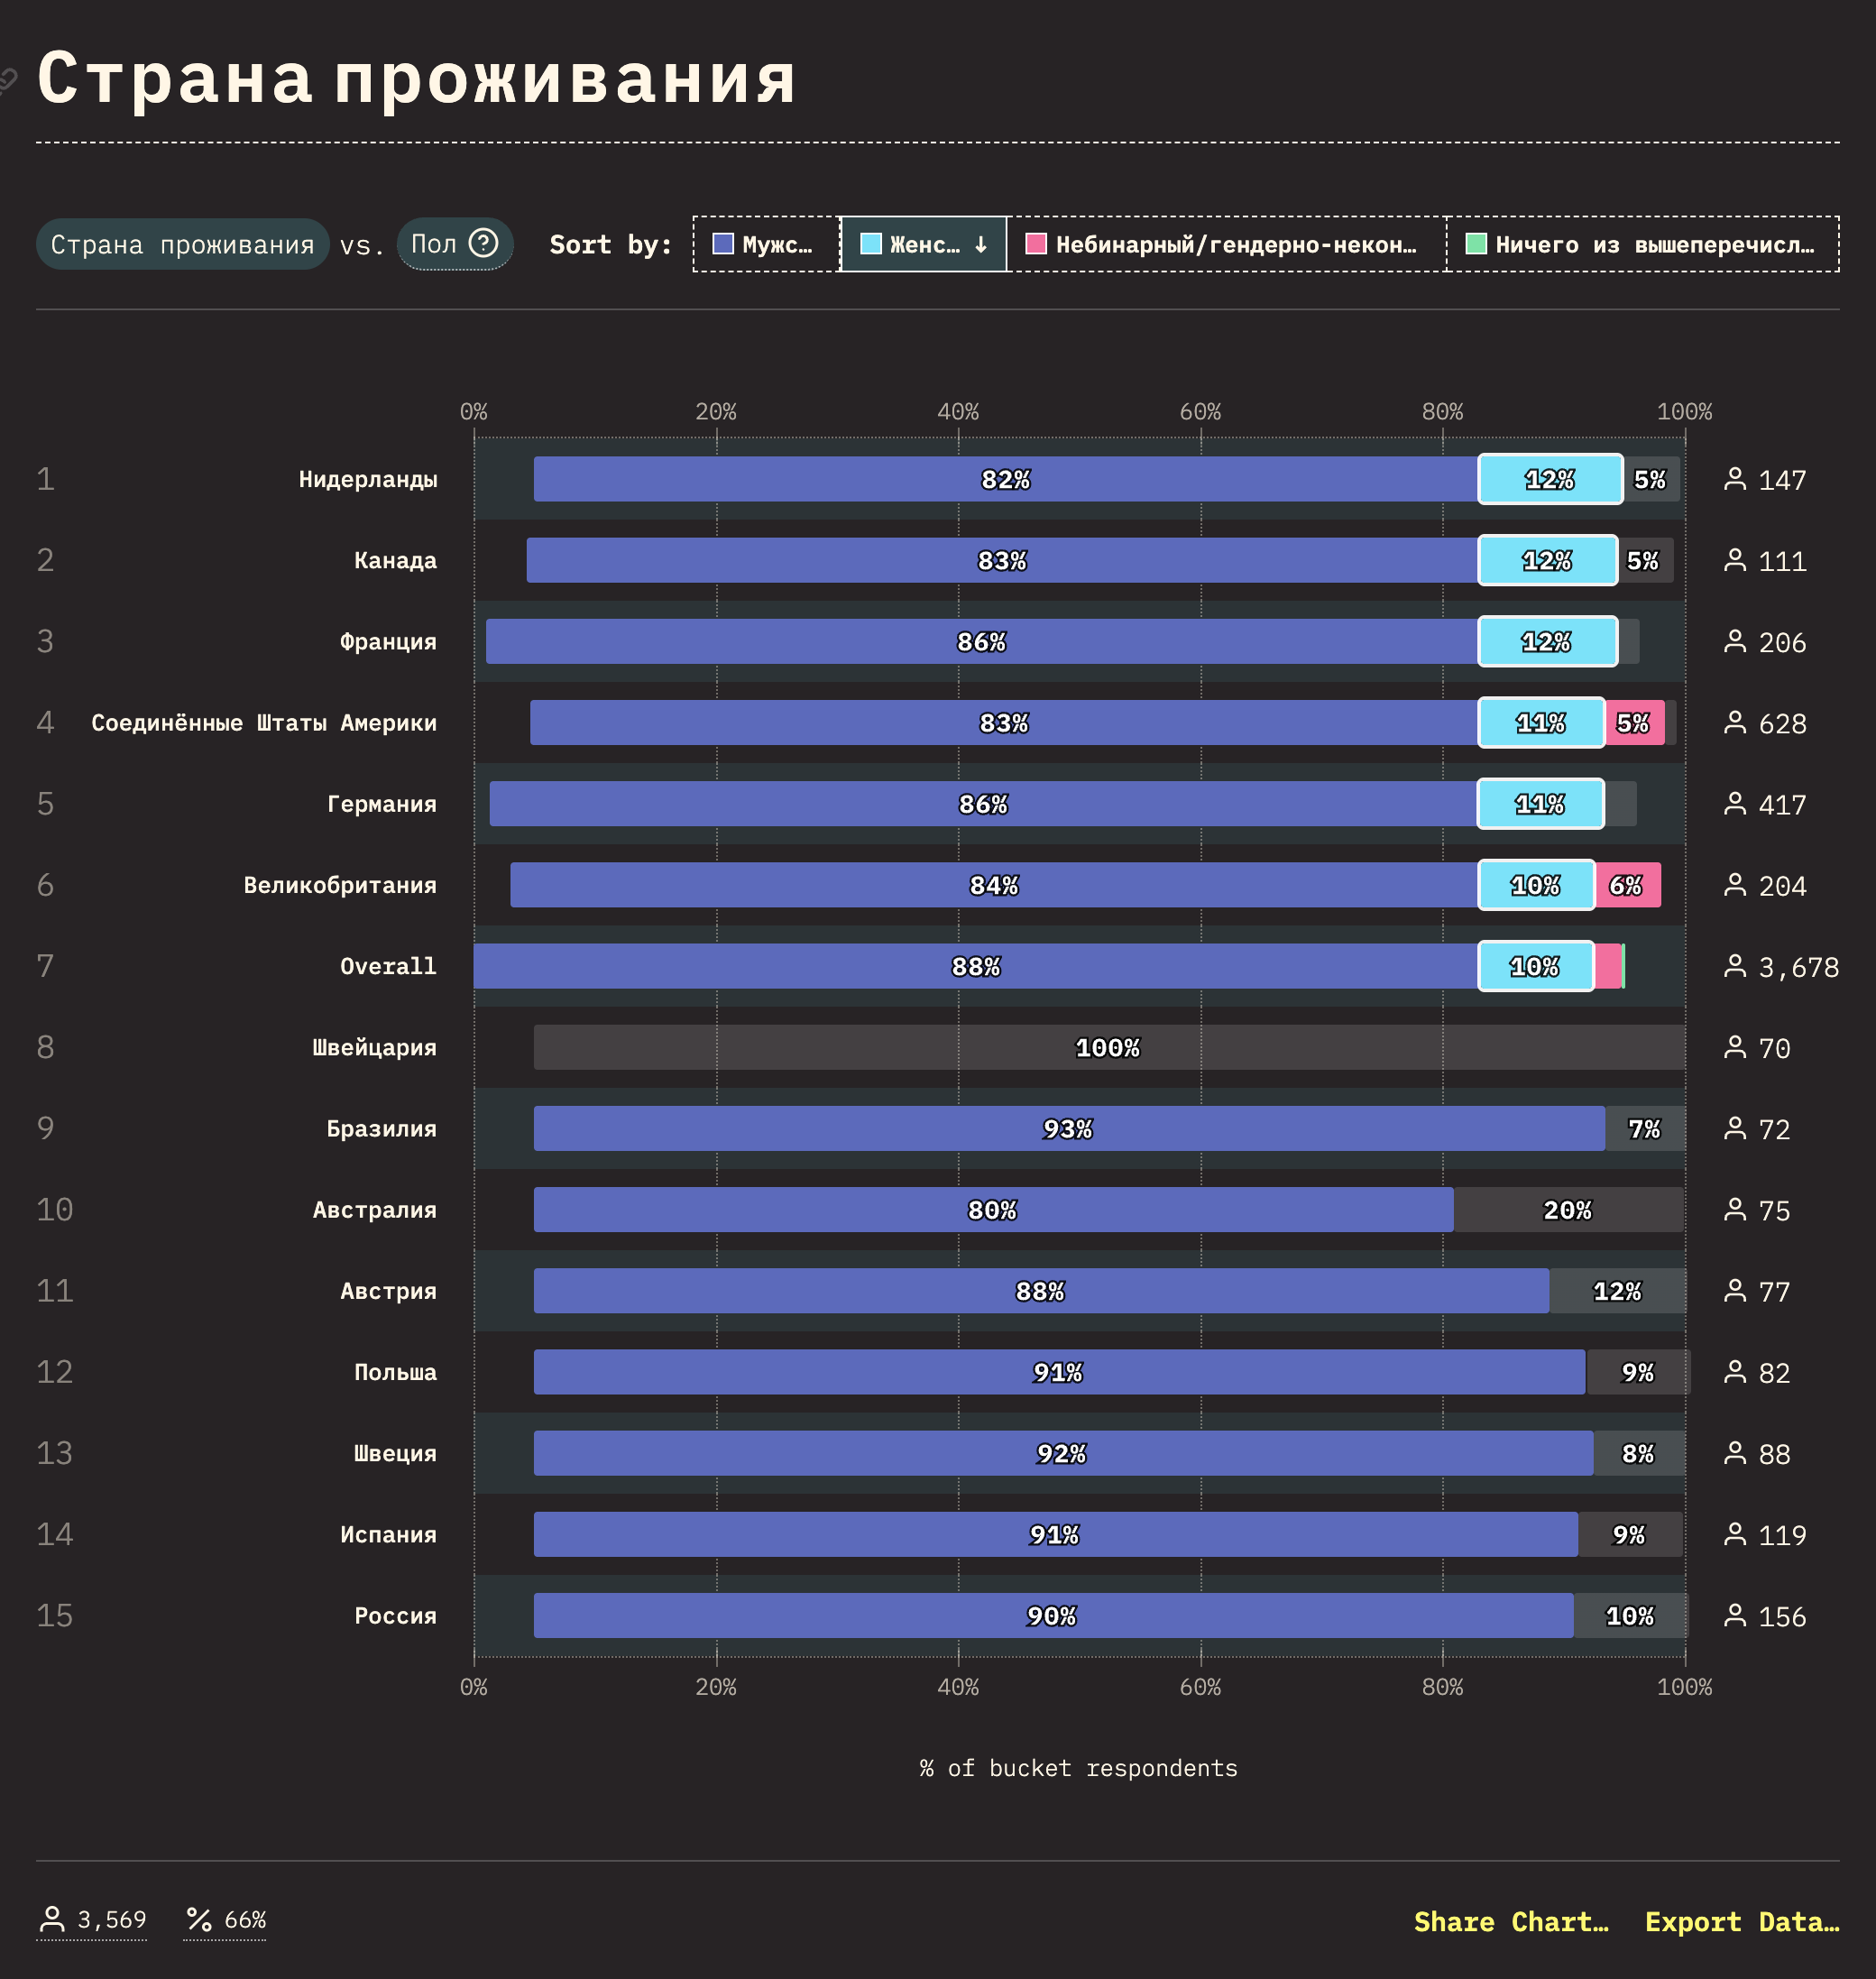 Страна проживания
Страна проживания vs. Пол ? Sort by: Мужс… Женс… ↓ Небинарный/гендерно-некон… Ничего из вышеперечисл…
0% 20% 40% 60% 80% 100%
1 Нидерланды 82% 12% 5% 147
2 Канада 83% 12% 5% 111
3 Франция 86% 12% 206
4 Соединённые Штаты Америки 83% 11% 5% 628
5 Германия 86% 11% 417
6 Великобритания 84% 10% 6% 204
7 Overall 88% 10% 3,678
8 Швейцария 100% 70
9 Бразилия 93% 7% 72
10 Австралия 80% 20% 75
11 Австрия 88% 12% 77
12 Польша 91% 9% 82
13 Швеция 92% 8% 88
14 Испания 91% 9% 119
15 Россия 90% 10% 156
0% 20% 40% 60% 80% 100%
% of bucket respondents
3,569 % 66% Share Chart… Export Data…